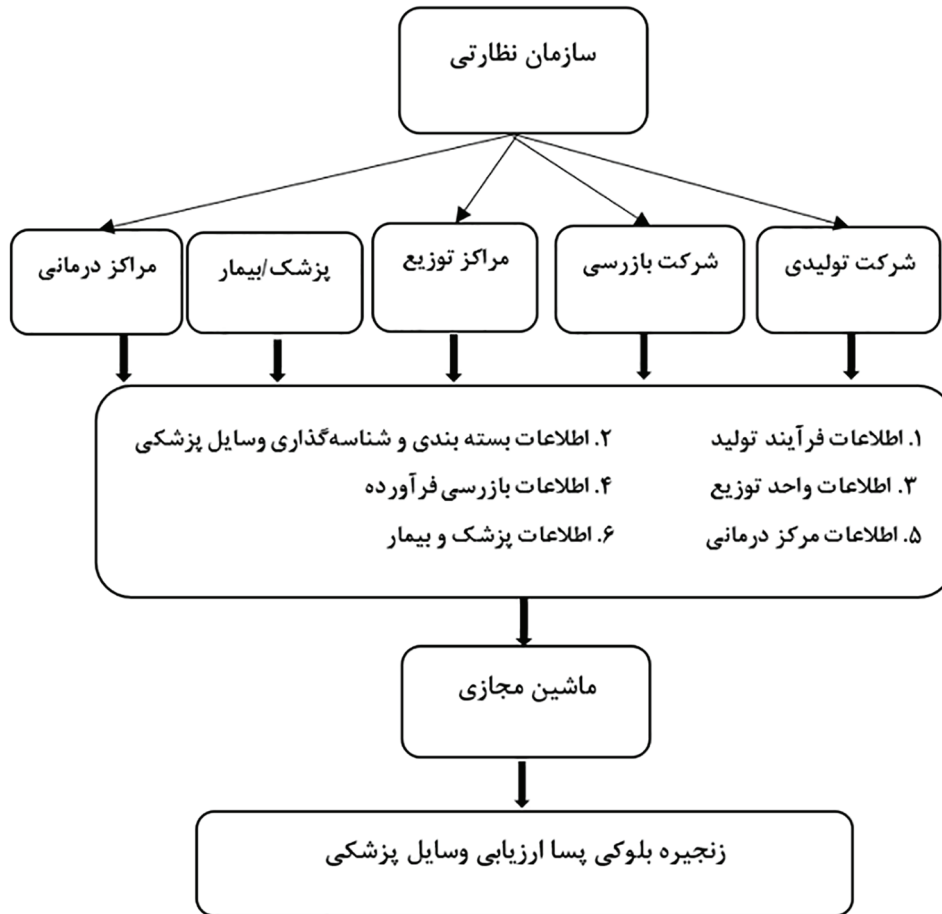 سازمان نظارتی
شرکت تولیدی
شرکت بازرسی
مراکز توزیع
پزشک/بیمار
مراکز درمانی
۱. اطلاعات فرآیند تولید
۲. اطلاعات بسته بندی و شناسه‌گذاری وسایل پزشکی
۳. اطلاعات واحد توزیع
۴. اطلاعات بازرسی فرآورده
۵. اطلاعات مرکز درمانی
۶. اطلاعات پزشک و بیمار
ماشین مجازی
زنجیره بلوکی پسا ارزیابی وسایل پزشکی